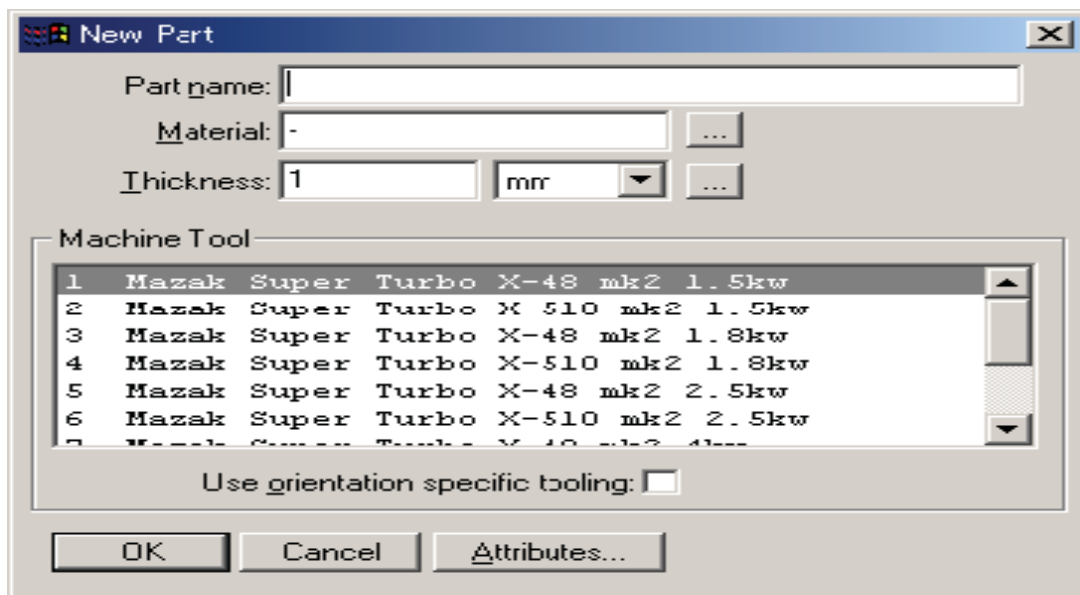 New Part
Part name:
Material: - ...
Thickness: 1 mm ...
Machine Tool
1 Mazak Super Turbo X-48 mk2 1.5kw
2 Mazak Super Turbo X-510 mk2 1.5kw
3 Mazak Super Turbo X-48 mk2 1.8kw
4 Mazak Super Turbo X-510 mk2 1.8kw
5 Mazak Super Turbo X-48 mk2 2.5kw
6 Mazak Super Turbo X-510 mk2 2.5kw
Use orientation specific tooling:
OK Cancel Attributes...